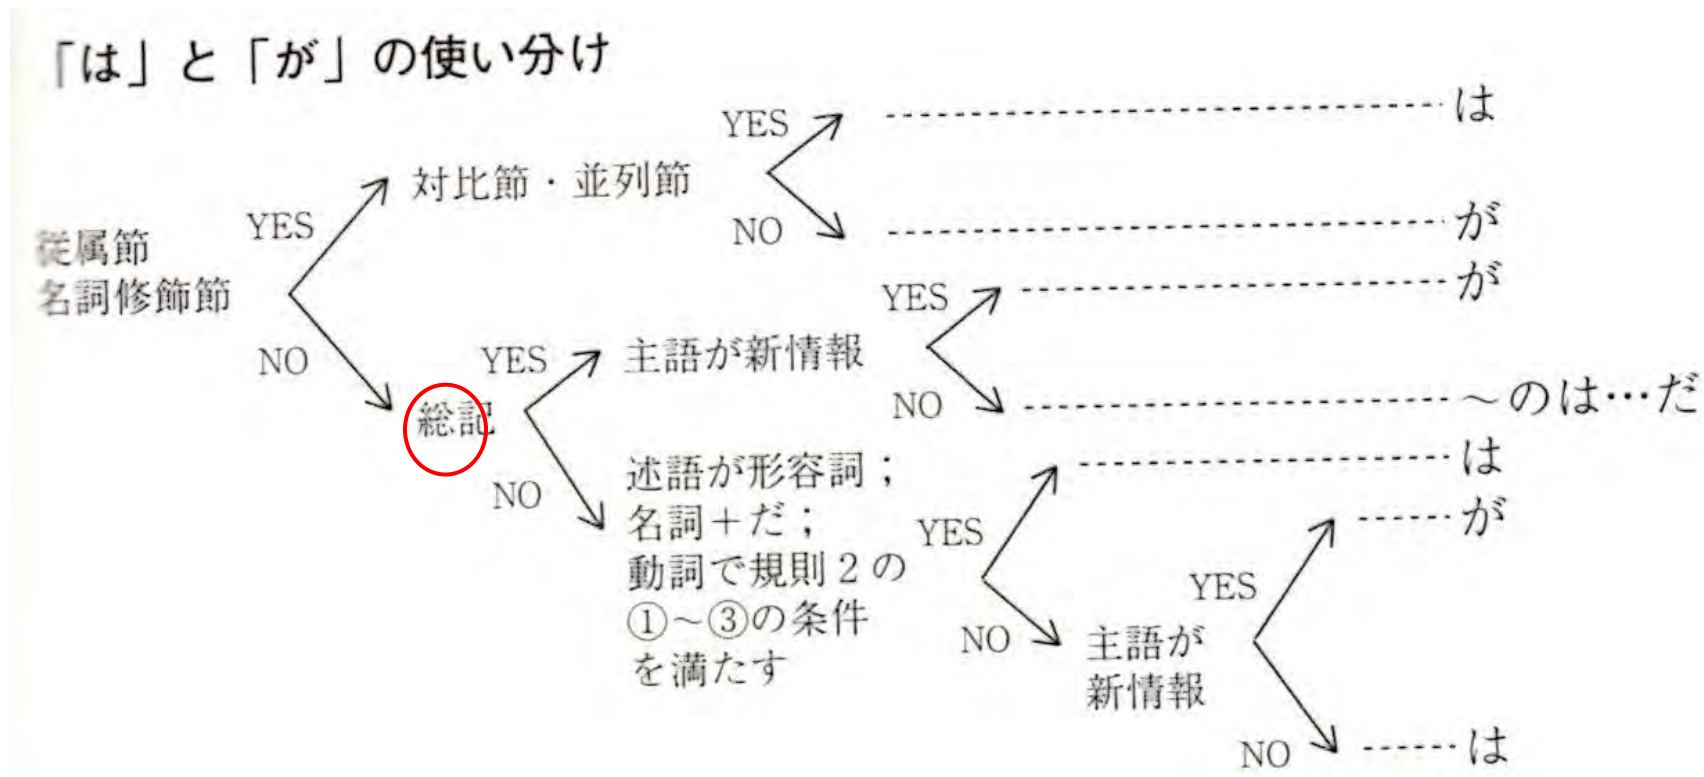 「は」と「が」の使い分け
YES ……は
対比節・並列節
NO ……が
YES
従属節
名詞修飾節
NO
YES ……が
YES 主語が新情報
NO ……～のは…だ
総記
NO
述語が形容詞；
名詞＋だ；
動詞で規則２の
①～③の条件
を満たす
YES ……は
NO 主語が
新情報
YES ……が
NO ……は